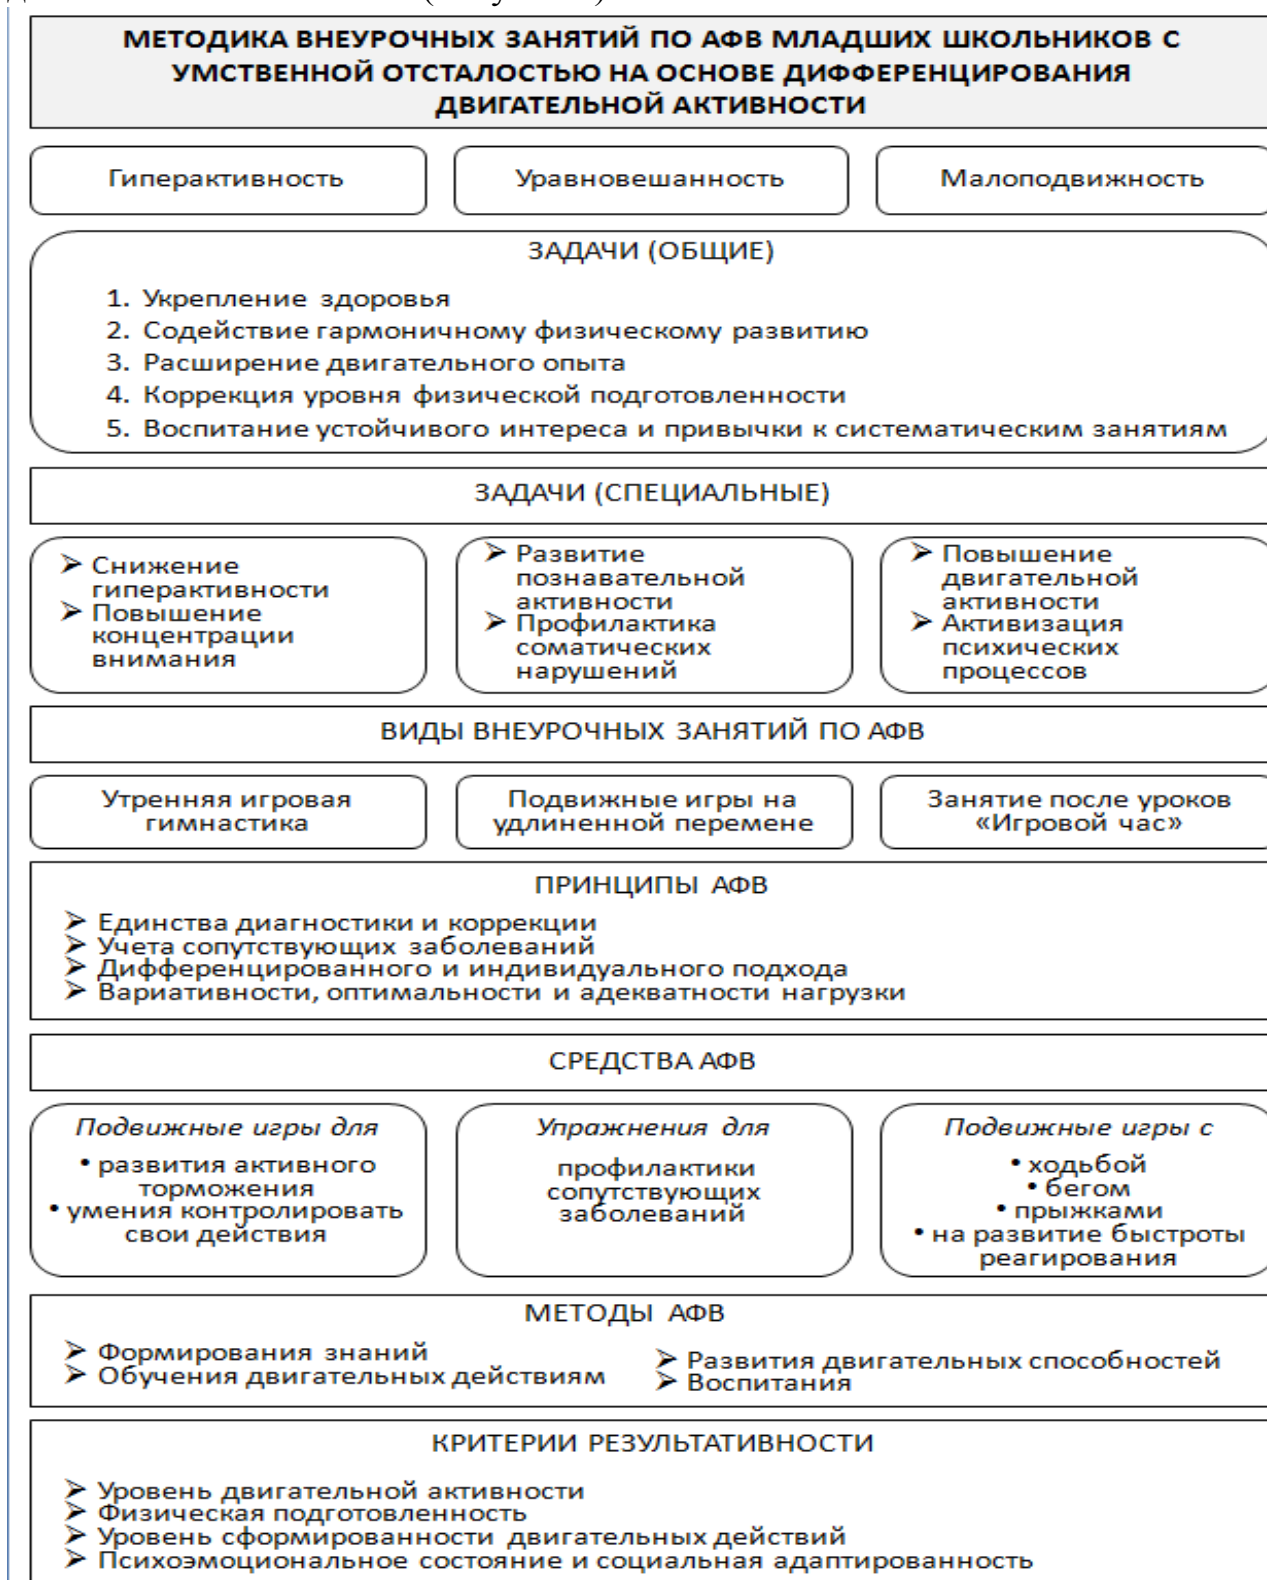 МЕТОДИКА ВНЕУРОЧНЫХ ЗАНЯТИЙ ПО АФВ МЛАДШИХ ШКОЛЬНИКОВ С
УМСТВЕННОЙ ОТСТАЛОСТЬЮ НА ОСНОВЕ ДИФФЕРЕНЦИРОВАНИЯ
ДВИГАТЕЛЬНОЙ АКТИВНОСТИ
Гиперактивность
Уравновешанность
Малоподвижность
ЗАДАЧИ (ОБЩИЕ)
1. Укрепление здоровья
2. Содействие гармоничному физическому развитию
3. Расширение двигательного опыта
4. Коррекция уровня физической подготовленности
5. Воспитание устойчивого интереса и привычки к систематическим занятиям
ЗАДАЧИ (СПЕЦИАЛЬНЫЕ)
➢ Снижение
гиперактивности
➢ Повышение
концентрации
внимания
➢ Развитие
познавательной
активности
➢ Профилактика
соматических
нарушений
➢ Повышение
двигательной
активности
➢ Активизация
психических
процессов
ВИДЫ ВНЕУРОЧНЫХ ЗАНЯТИЙ ПО АФВ
Утренняя игровая
гимнастика
Подвижные игры на
удлиненной перемене
Занятие после уроков
«Игровой час»
ПРИНЦИПЫ АФВ
➢ Единства диагностики и коррекции
➢ Учета сопутствующих заболеваний
➢ Дифференцированного и индивидуального подхода
➢ Вариативности, оптимальности и адекватности нагрузки
СРЕДСТВА АФВ
Подвижные игры для
• развития активного
торможения
• умения контролировать
свои действия
Упражнения для
профилактики
сопутствующих
заболеваний
Подвижные игры с
• ходьбой
• бегом
• прыжками
• на развитие быстроты
реагирования
МЕТОДЫ АФВ
➢ Формирования знаний
➢ Обучения двигательных действиям
➢ Развития двигательных способностей
➢ Воспитания
КРИТЕРИИ РЕЗУЛЬТАТИВНОСТИ
➢ Уровень двигательной активности
➢ Физическая подготовленность
➢ Уровень сформированности двигательных действий
➢ Психоэмоциональное состояние и социальная адаптированность